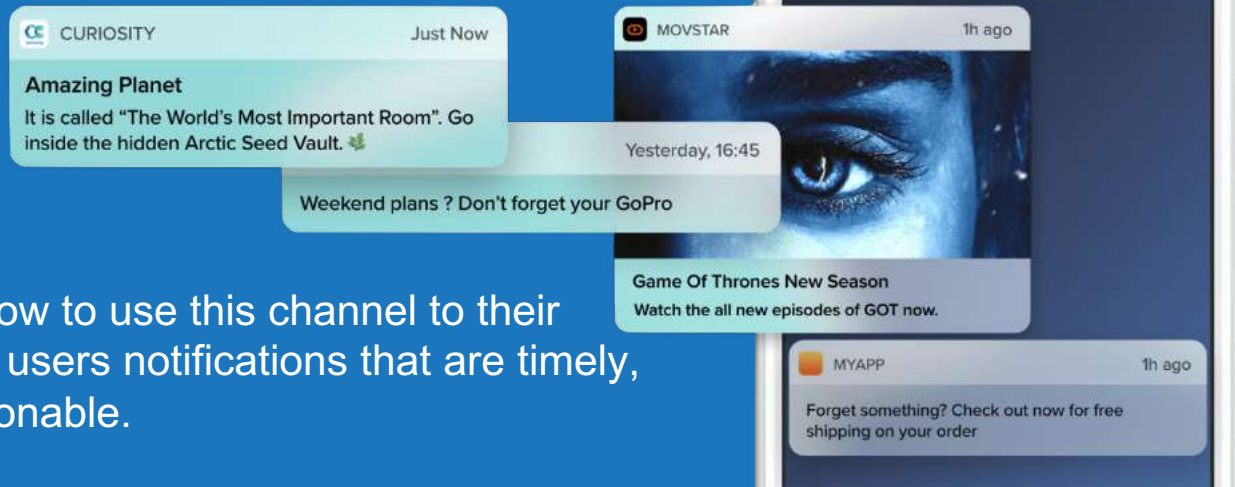 CURIOSITY
Just Now
Amazing Planet
It is called “The World’s Most Important Room”. Go
inside the hidden Arctic Seed Vault.
Yesterday, 16:45
Weekend plans ? Don’t forget your GoPro
MOVSTAR
1h ago
Game Of Thrones New Season
Watch the all new episodes of GOT now.
to use this channel to their
users notifications that are timely,
MYAPP
1h ago
Forget something? Check out now for free
shipping on your order